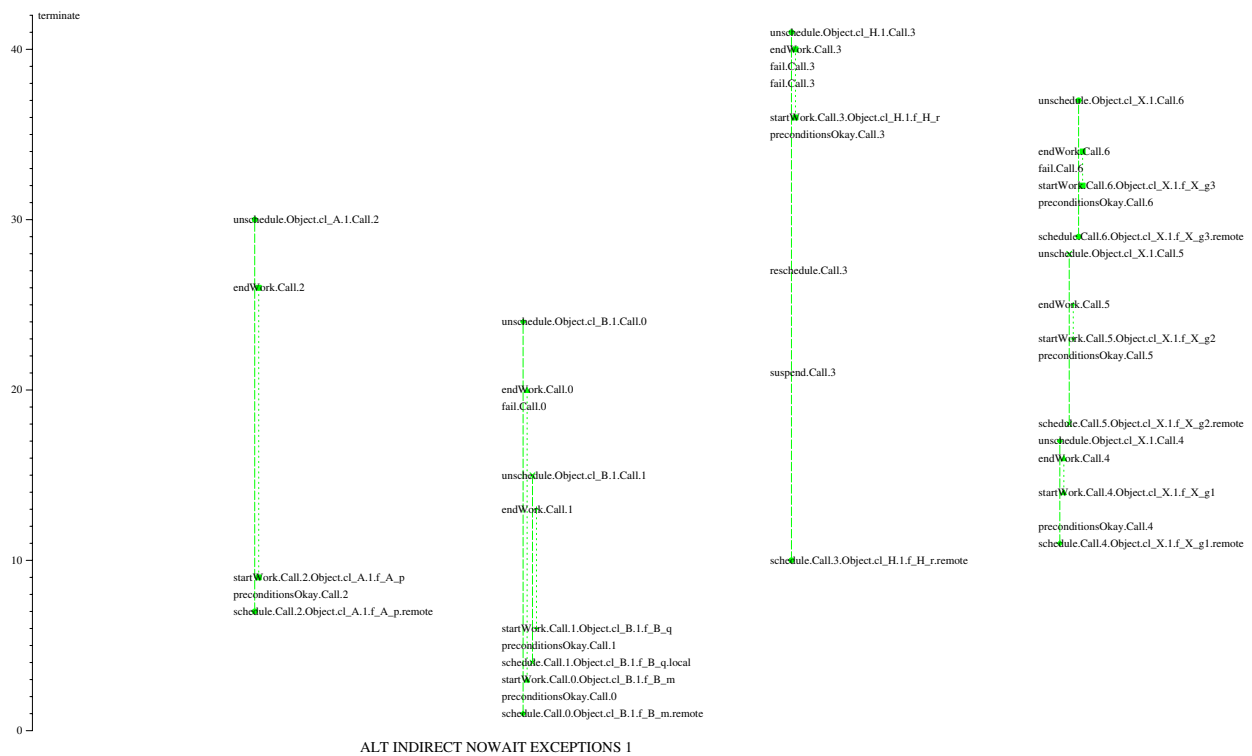 terminate
40
30
20
10
0
unschedule.Object.cl_A.1.Call.2
endWork.Call.2
startWork.Call.2.Object.cl_A.1.f_A_p
preconditionsOkay.Call.2
schedule.Call.2.Object.cl_A.1.f_A_p.remote
unschedule.Object.cl_B.1.Call.0
endWork.Call.0
fail.Call.0
unschedule.Object.cl_B.1.Call.1
endWork.Call.1
startWork.Call.1.Object.cl_B.1.f_B_q
preconditionsOkay.Call.1
schedule.Call.1.Object.cl_B.1.f_B_q.local
startWork.Call.0.Object.cl_B.1.f_B_m
preconditionsOkay.Call.0
schedule.Call.0.Object.cl_B.1.f_B_m.remote
unschedule.Object.cl_H.1.Call.3
endWork.Call.3
fail.Call.3
fail.Call.3
startWork.Call.3.Object.cl_H.1.f_H_r
preconditionsOkay.Call.3
reschedule.Call.3
suspend.Call.3
schedule.Call.3.Object.cl_H.1.f_H_r.remote
unschedule.Object.cl_X.1.Call.6
endWork.Call.6
fail.Call.6
startWork.Call.6.Object.cl_X.1.f_X_g3
preconditionsOkay.Call.6
schedule.Call.6.Object.cl_X.1.f_X_g3.remote
unschedule.Object.cl_X.1.Call.5
endWork.Call.5
startWork.Call.5.Object.cl_X.1.f_X_g2
preconditionsOkay.Call.5
schedule.Call.5.Object.cl_X.1.f_X_g2.remote
unschedule.Object.cl_X.1.Call.4
endWork.Call.4
startWork.Call.4.Object.cl_X.1.f_X_g1
preconditionsOkay.Call.4
schedule.Call.4.Object.cl_X.1.f_X_g1.remote
ALT INDIRECT NOWAIT EXCEPTIONS 1